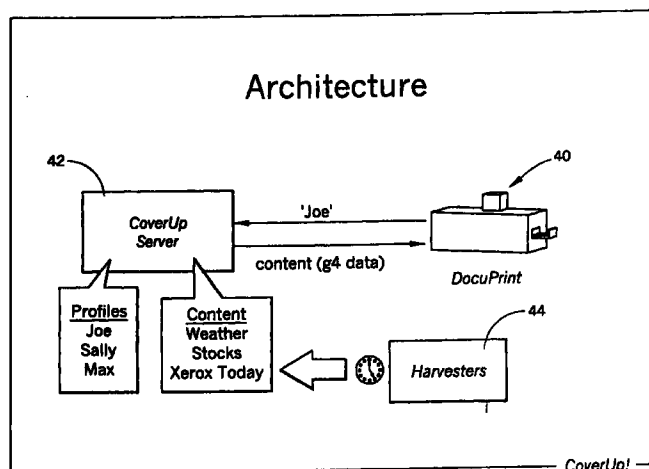 Architecture
42
40
CoverUp
Server
'Joe'
content (g4 data)
DocuPrint
Profiles
Joe
Sally
Max
Content
Weather
Stocks
Xerox Today
44
Harvesters
CoverUp!